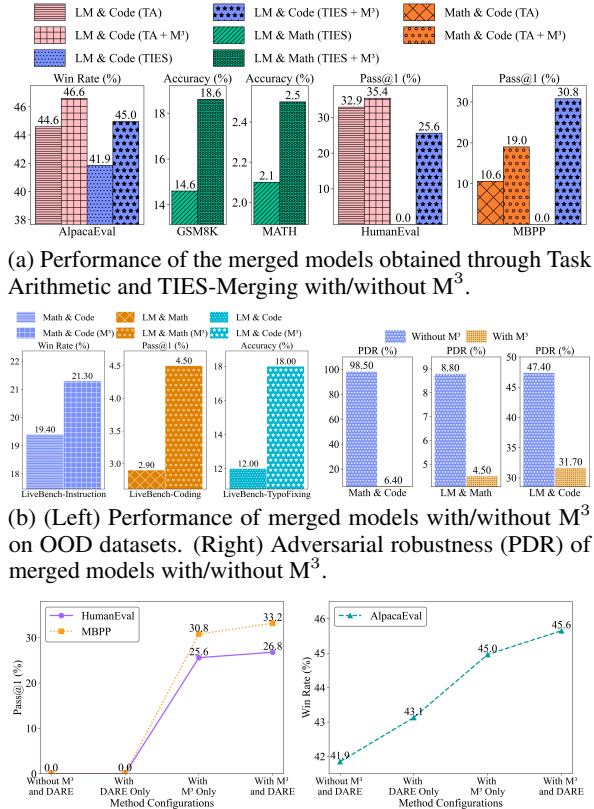 LM & Code (TA)
LM & Code (TIES + M³)
Math & Code (TA)
LM & Code (TA + M³)
LM & Math (TIES)
Math & Code (TA + M³)
LM & Code (TIES)
LM & Math (TIES + M³)
Win Rate (%)
Accuracy (%)
Accuracy (%)
Pass@1 (%)
Pass@1 (%)
46
44
42
40
38
44.6
46.6
41.9
45.0
AlpacaEval
18
16
14
14.6
18.6
GSM8K
2.4
2.2
2.0
2.1
2.5
MATH
30
20
10
32.9
35.4
0.0
25.6
HumanEval
30
20
10
10.6
19.0
0.0
30.8
MBPP
(a) Performance of the merged models obtained through Task
Arithmetic and TIES-Merging with/without M³.
Math & Code
LM & Math
LM & Code
Math & Code (M³)
LM & Math (M³)
LM & Code (M³)
Win Rate (%)
Pass@1 (%)
Accuracy (%)
22
21
20
19
18
19.40
21.30
LiveBench-Instruction
4.5
4.0
3.5
3.0
2.90
4.50
LiveBench-Coding
18
16
14
12
12.00
18.00
LiveBench-TypoFixing
Without M³
With M³
PDR (%)
PDR (%)
PDR (%)
100
80
60
40
20
98.50
6.40
Math & Code
9
8
7
6
5
8.80
4.50
LM & Math
50
45
40
35
30
47.40
31.70
LM & Code
(b) (Left) Performance of merged models with/without M³
on OOD datasets. (Right) Adversarial robustness (PDR) of
merged models with/without M³.
HumanEval
MBPP
Pass@1 (%)
30
20
10
0
0.0
0.0
30.8
25.6
33.2
26.8
Without M³
and DARE
With
DARE Only
With
M³ Only
With M³
and DARE
Method Configurations
AlpacaEval
Win Rate (%)
46
45
44
43
42
41.9
43.1
45.0
45.6
Without M³
and DARE
With
DARE Only
With
M³ Only
With M³
and DARE
Method Configurations